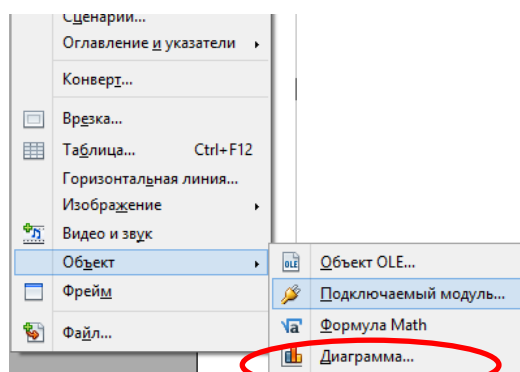 Сценарии...
Оглавление и указатели
Конверт...
Врезка...
Таблица... Ctrl+F12
Горизонтальная линия...
Изображение
Видео и звук
Объект
Фрейм
Файл...
OLE Объект OLE...
Подключаемый модуль...
√a Формула Math
Диаграмма...